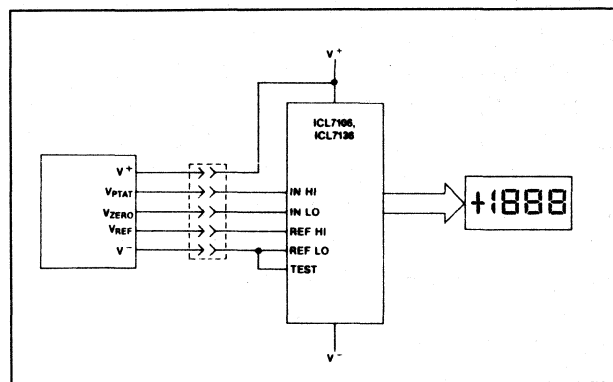 V+
ICL7106,
ICL7136
V+
VPTAT
VZERO
VREF
V−
IN HI
IN LO
REF HI
REF LO
TEST
+1888
V−